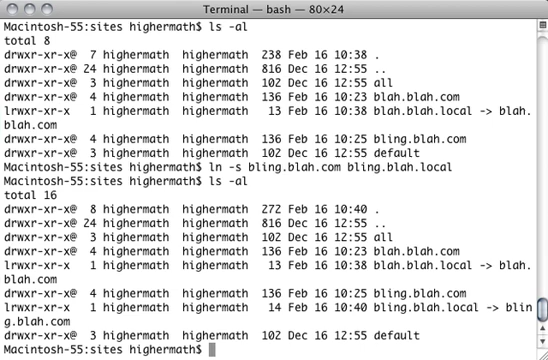 Terminal — bash — 80×24
Macintosh-55:sites highermath$ ls -al
total 8
drwxr-xr-x@  7 highermath  highermath  238 Feb 16 10:38 .
drwxr-xr-x@ 24 highermath  highermath  816 Dec 16 12:55 ..
drwxr-xr-x@  3 highermath  highermath  102 Dec 16 12:55 all
drwxr-xr-x@  4 highermath  highermath  136 Feb 16 10:23 blah.blah.com
lrwxr-xr-x   1 highermath  highermath   13 Feb 16 10:38 blah.blah.local -> blah.
blah.com
drwxr-xr-x@  4 highermath  highermath  136 Feb 16 10:25 bling.blah.com
drwxr-xr-x@  3 highermath  highermath  102 Dec 16 12:55 default
Macintosh-55:sites highermath$ ln -s bling.blah.com bling.blah.local
Macintosh-55:sites highermath$ ls -al
total 16
drwxr-xr-x@  8 highermath  highermath  272 Feb 16 10:40 .
drwxr-xr-x@ 24 highermath  highermath  816 Dec 16 12:55 ..
drwxr-xr-x@  3 highermath  highermath  102 Dec 16 12:55 all
drwxr-xr-x@  4 highermath  highermath  136 Feb 16 10:23 blah.blah.com
lrwxr-xr-x   1 highermath  highermath   13 Feb 16 10:38 blah.blah.local -> blah.
blah.com
drwxr-xr-x@  4 highermath  highermath  136 Feb 16 10:25 bling.blah.com
lrwxr-xr-x   1 highermath  highermath   14 Feb 16 10:40 bling.blah.local -> blin
g.blah.com
drwxr-xr-x@  3 highermath  highermath  102 Dec 16 12:55 default
Macintosh-55:sites highermath$